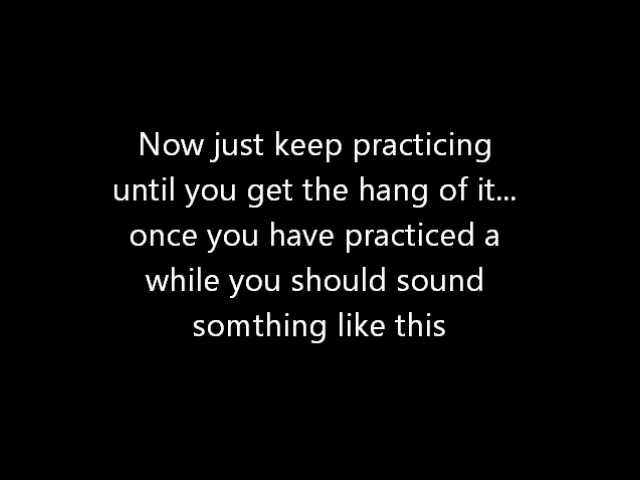 Now just keep practicing
until you get the hang of it...
once you have practiced a
while you should sound
somthing like this